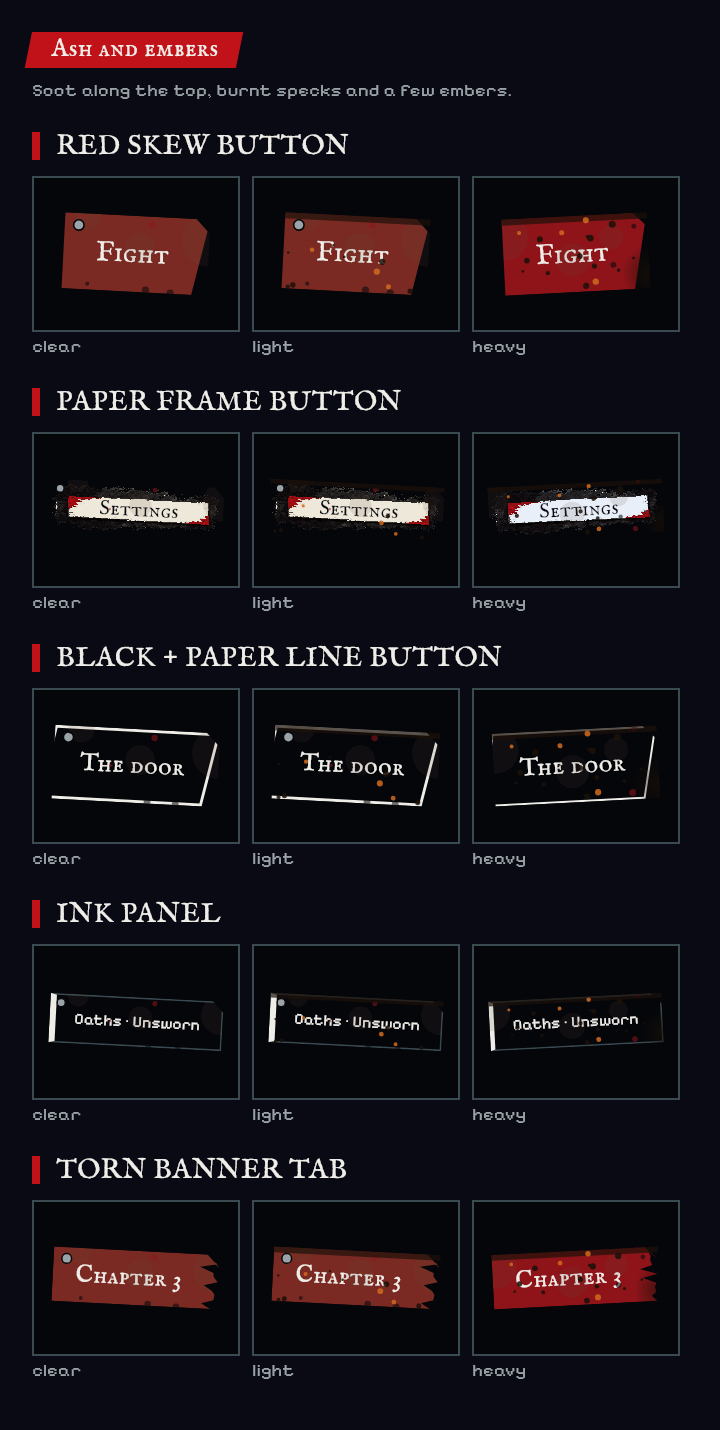 Ash and embers
Soot along the top, burnt specks and a few embers.
RED SKEW BUTTON
Fight
Fight
Fight
clear
light
heavy
PAPER FRAME BUTTON
Settings
Settings
Settings
clear
light
heavy
BLACK + PAPER LINE BUTTON
The door
The door
The door
clear
light
heavy
INK PANEL
Oaths · Unsworn
Oaths · Unsworn
Oaths · Unsworn
clear
light
heavy
TORN BANNER TAB
Chapter 3
Chapter 3
Chapter 3
clear
light
heavy